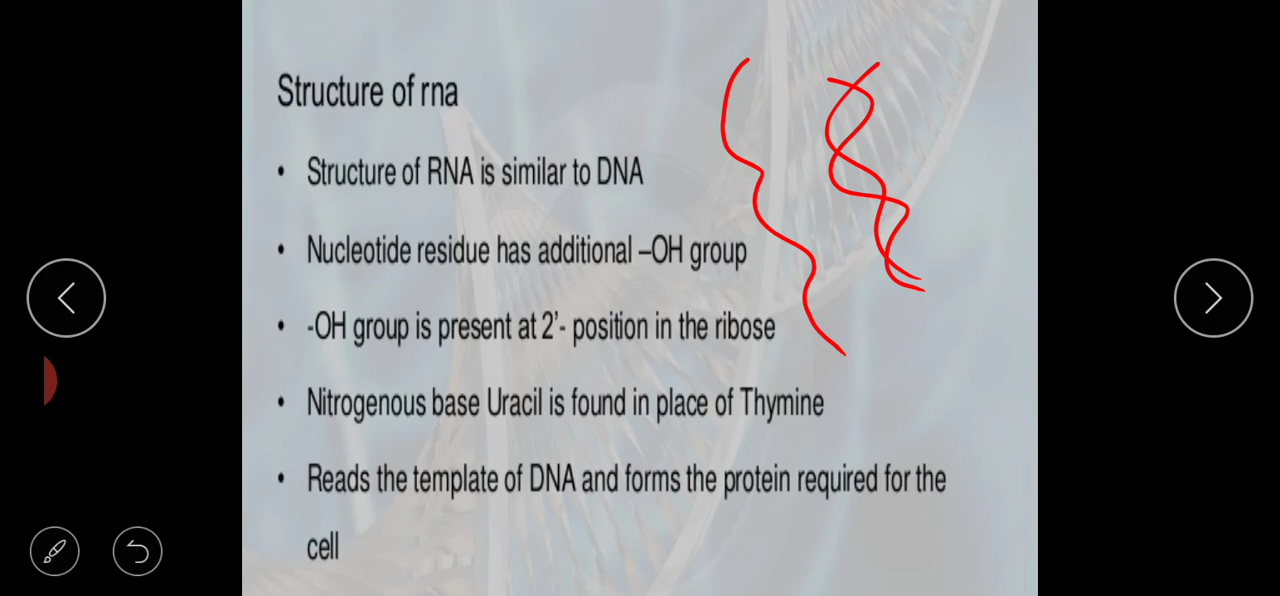 Structure of rna
• Structure of RNA is similar to DNA
• Nucleotide residue has additional –OH group
• -OH group is present at 2’- position in the ribose
• Nitrogenous base Uracil is found in place of Thymine
• Reads the template of DNA and forms the protein required for the
cell